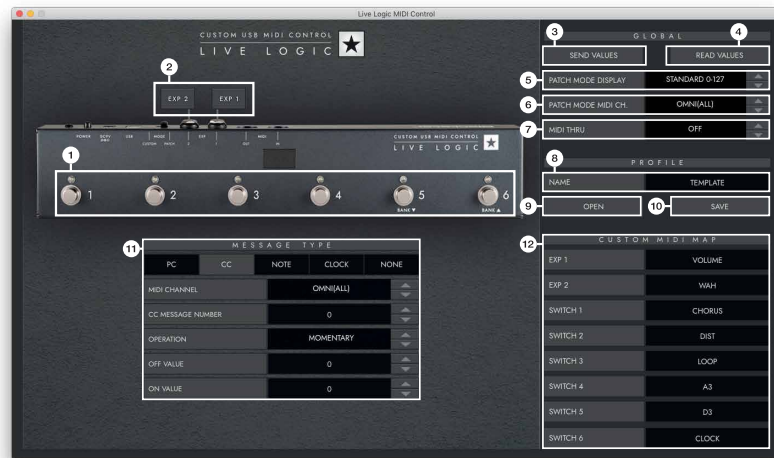 Live Logic MIDI Control
CUSTOM USB MIDI CONTROL
LIVE LOGIC
2
EXP 2 EXP 1
POWER DC9V USB MODE EXP MIDI
CUSTOM PATCH 2 1 OUT IN
CUSTOM USB MIDI CONTROL
LIVE LOGIC
1
1 2 3 4 5 6
BANK ▼ BANK ▲
11
MESSAGE TYPE
PC CC NOTE CLOCK NONE
MIDI CHANNEL OMNI(ALL)
CC MESSAGE NUMBER 0
OPERATION MOMENTARY
OFF VALUE 0
ON VALUE 0
GLOBAL
3 4
SEND VALUES READ VALUES
5 PATCH MODE DISPLAY STANDARD 0-127
6 PATCH MODE MIDI CH. OMNI(ALL)
7 MIDI THRU OFF
PROFILE
8
NAME TEMPLATE
9 OPEN 10 SAVE
12 CUSTOM MIDI MAP
EXP 1 VOLUME
EXP 2 WAH
SWITCH 1 CHORUS
SWITCH 2 DIST
SWITCH 3 LOOP
SWITCH 4 A3
SWITCH 5 D3
SWITCH 6 CLOCK